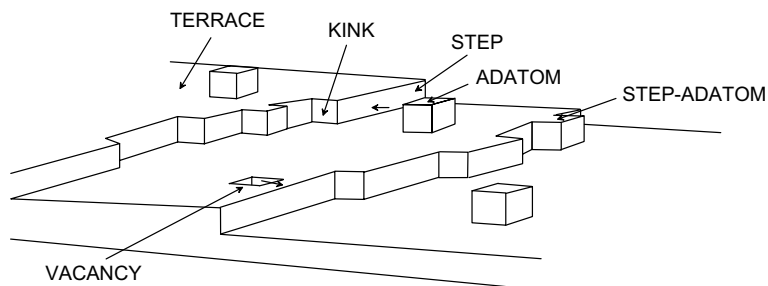 TERRACE
KINK
STEP
ADATOM
STEP-ADATOM
VACANCY